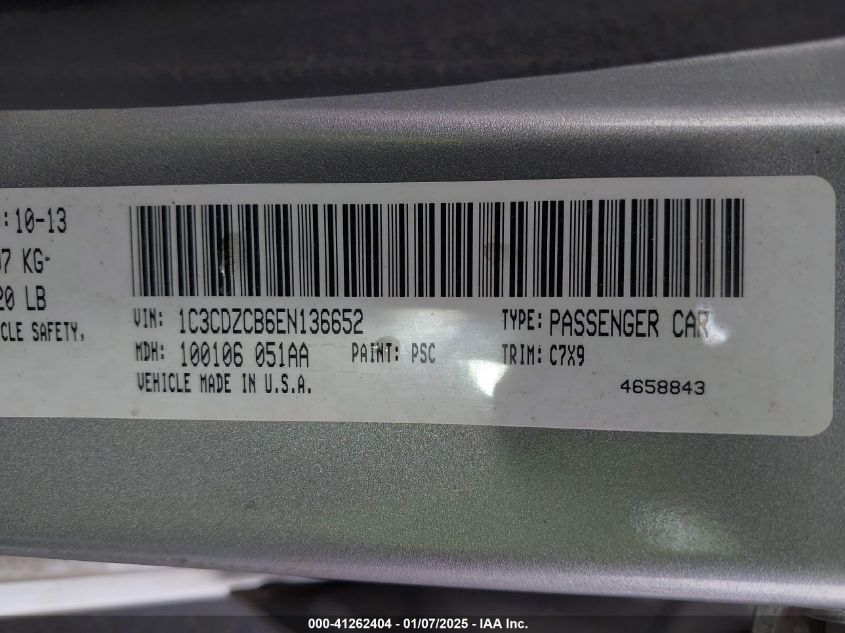 :10-13
07 KG-
20 LB
CLE SAFETY,
VIN: 1C3CDZCB6EN136652 TYPE: PASSENGER CAR
MDH: 100106 051AA PAINT: PSC TRIM: C7X9
VEHICLE MADE IN U.S.A. 4658843
000-41262404 - 01/07/2025 - IAA Inc.